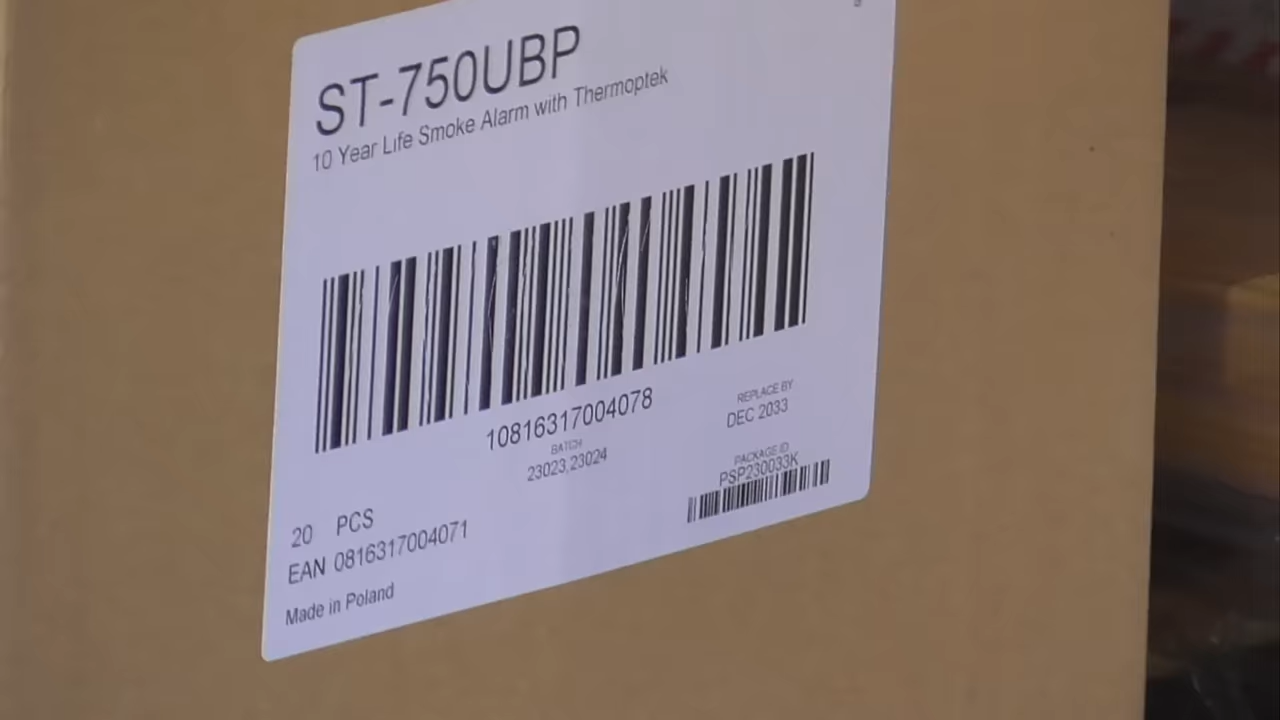 ST-750UBP
10 Year Life Smoke Alarm with Thermoptek
10816317004078
BATCH
23023,23024
REPLACE BY
DEC 2033
PACKAGE ID
PSP230033K
20 PCS
EAN 0816317004071
Made in Poland